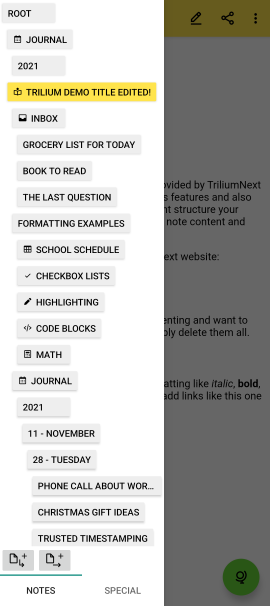 ROOT
JOURNAL
2021
TRILIUM DEMO TITLE EDITED!
INBOX
GROCERY LIST FOR TODAY
BOOK TO READ
THE LAST QUESTION
FORMATTING EXAMPLES
SCHOOL SCHEDULE
CHECKBOX LISTS
HIGHLIGHTING
CODE BLOCKS
MATH
JOURNAL
2021
11 - NOVEMBER
28 - TUESDAY
PHONE CALL ABOUT WOR...
CHRISTMAS GIFT IDEAS
TRUSTED TIMESTAMPING
NOTES
SPECIAL
ovided by TriliumNext
s features and also
nt structure your
note content and
ext website:
enting and want to
ply delete them all.
atting like italic, bold,
add links like this one